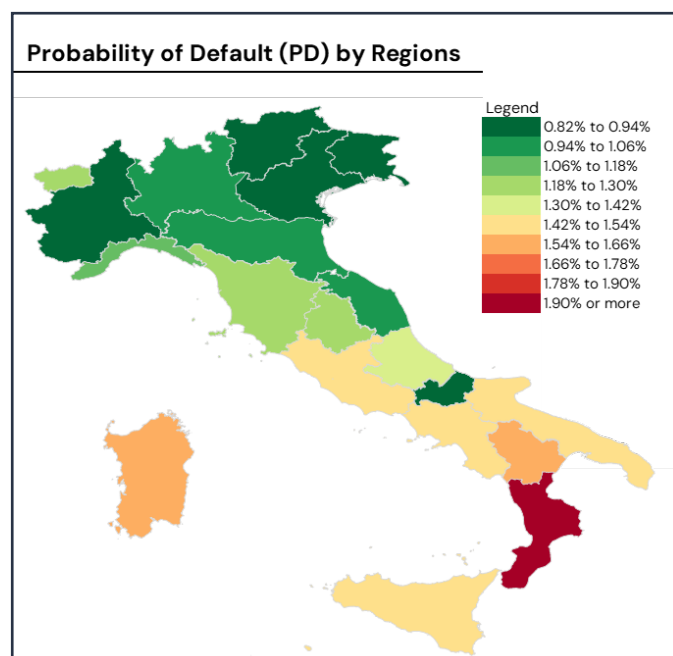 Probability of Default (PD) by Regions
Legend
0.82% to 0.94%
0.94% to 1.06%
1.06% to 1.18%
1.18% to 1.30%
1.30% to 1.42%
1.42% to 1.54%
1.54% to 1.66%
1.66% to 1.78%
1.78% to 1.90%
1.90% or more